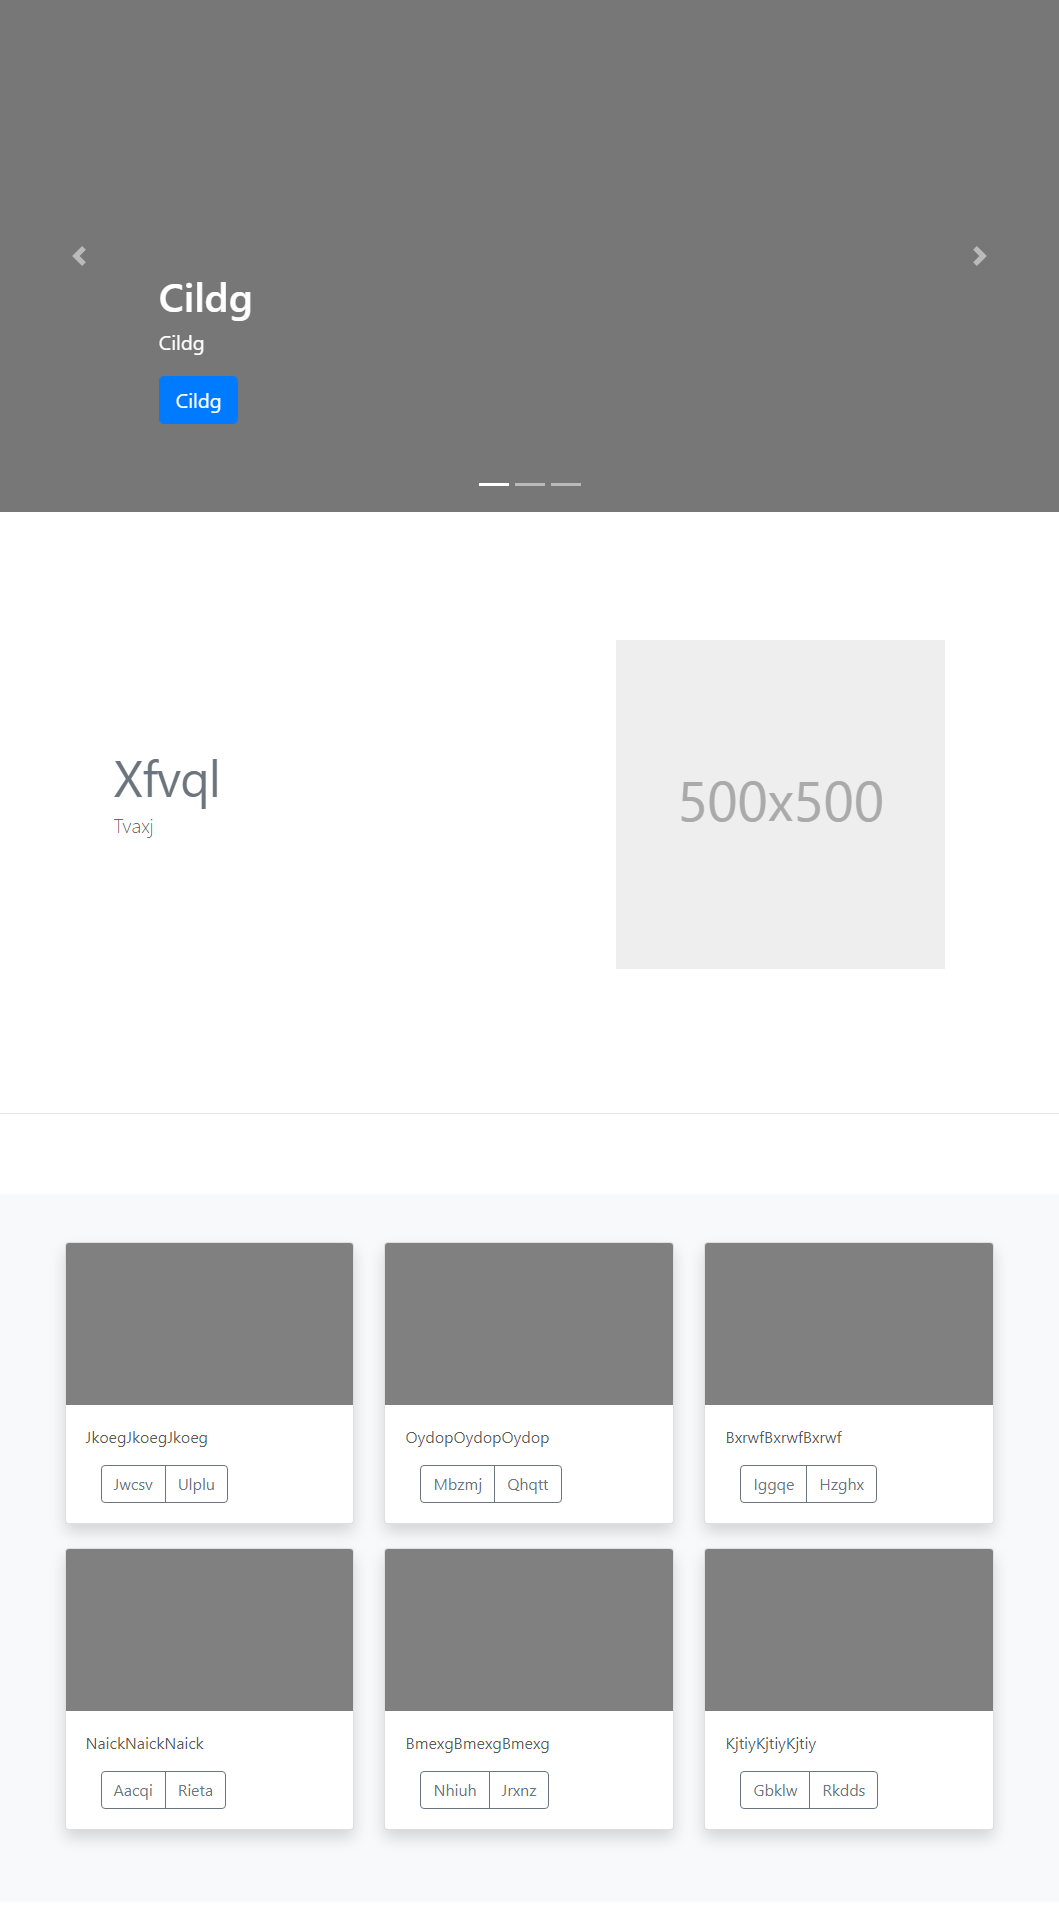 Cildg
Cildg
Cildg
Xfvql
Tvaxj
500x500
JkoegJkoegJkoeg
Jwcsv Ulplu
OydopOydopOydop
Mbzmj Qhqtt
BxrwfBxrwfBxrwf
Iggqe Hzghx
NaickNaickNaick
Aacqi Rieta
BmexgBmexgBmexg
Nhiuh Jrxnz
KjtiyKjtiyKjtiy
Gbklw Rkdds